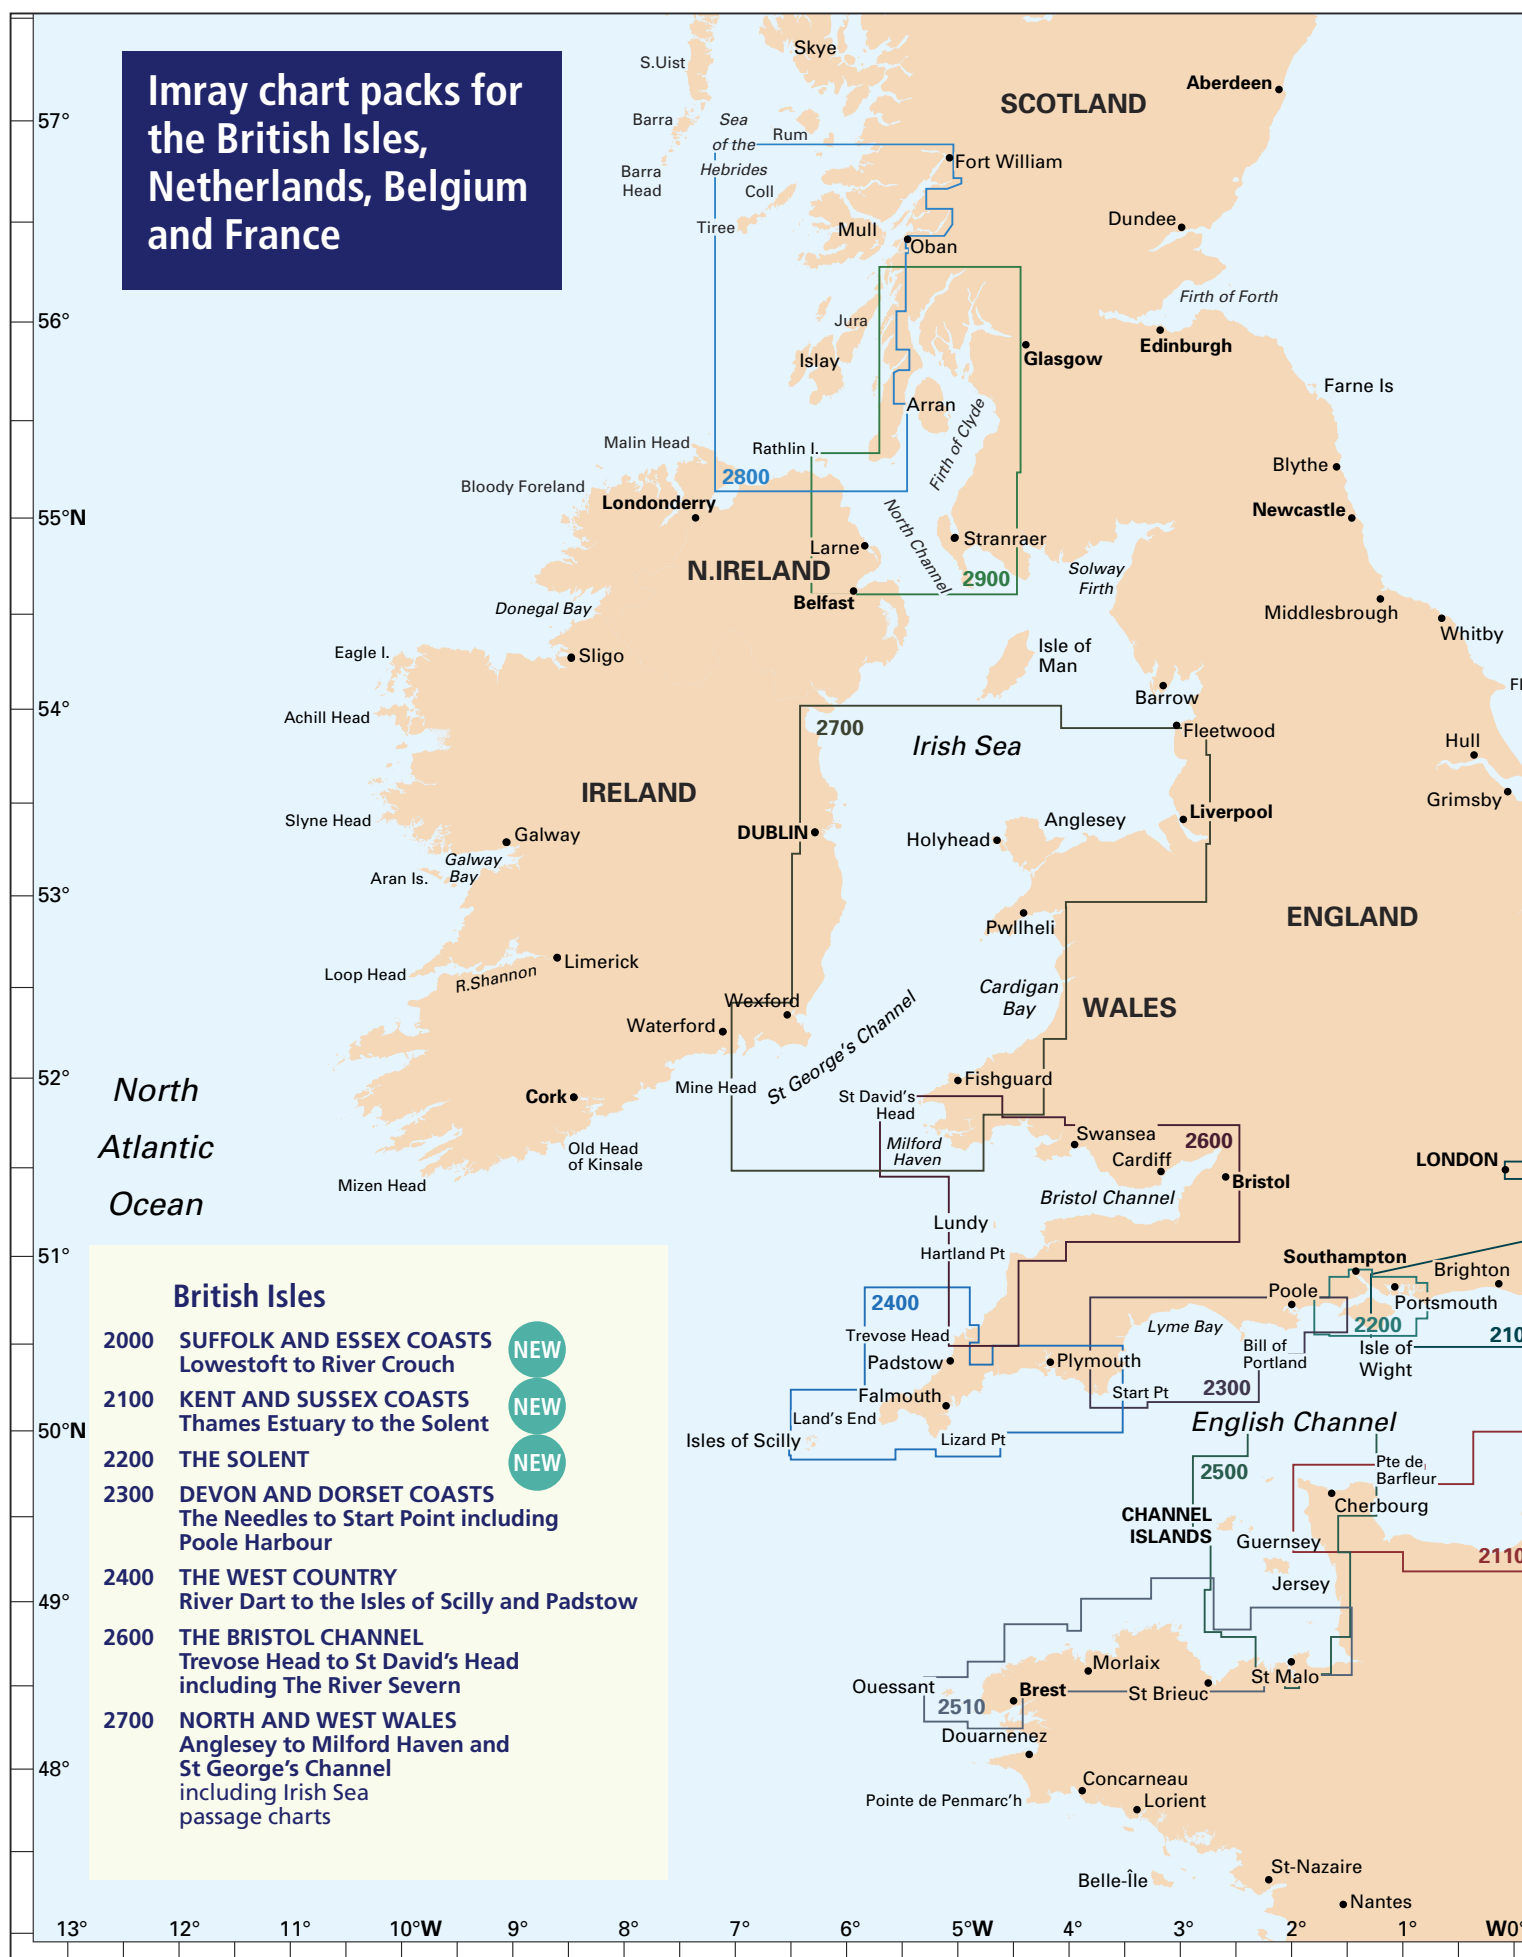 Imray chart packs for
the British Isles,
Netherlands, Belgium
and France
Skye
S.Uist
Aberdeen
SCOTLAND
57°
Barra
Sea
of the
Hebrides
Rum
Fort William
Barra
Head
Coll
Tiree
Mull
Dundee
Oban
Firth of Forth
56°
Jura
Edinburgh
Glasgow
Islay
Farne Is
Arran
Firth of Clyde
Malin Head
Rathlin I.
2800
Blythe
Bloody Foreland
Londonderry
55°N
Newcastle
North Channel
Stranraer
Larne
N.IRELAND
2900
Solway
Firth
Belfast
Donegal Bay
Middlesbrough
Whitby
Eagle I.
Sligo
Isle of
Man
Fl
Barrow
54°
Achill Head
2700
Irish Sea
Fleetwood
Hull
IRELAND
Grimsby
Slyne Head
Galway
DUBLIN
Liverpool
Anglesey
Holyhead
Galway
Bay
Aran Is.
53°
Pwllheli
ENGLAND
Loop Head
R.Shannon
Limerick
Cardigan
Bay
Wexford
WALES
Waterford
St George's Channel
52°
North
Atlantic
Ocean
Mine Head
Fishguard
Cork
St David's
Head
Old Head
of Kinsale
Milford
Haven
Swansea
2600
Cardiff
Bristol
LONDON
Mizen Head
Bristol Channel
Lundy
51°
Hartland Pt
Southampton
Brighton
Poole
Portsmouth
2400
Lyme Bay
2200
210
Trevose Head
Bill of
Portland
Isle of
Wight
Padstow
Plymouth
Falmouth
Start Pt
2300
Land's End
50°N
Isles of Scilly
Lizard Pt
English Channel
2500
Pte de
Barfleur
CHANNEL
ISLANDS
Cherbourg
Guernsey
2110
Jersey
49°
Morlaix
St Malo
Ouessant
Brest
St Brieuc
2510
Douarnenez
48°
Concarneau
Lorient
Pointe de Penmarc'h
St-Nazaire
Belle-Île
Nantes
British Isles
2000 SUFFOLK AND ESSEX COASTS
Lowestoft to River Crouch
NEW
2100 KENT AND SUSSEX COASTS
Thames Estuary to the Solent
NEW
2200 THE SOLENT
NEW
2300 DEVON AND DORSET COASTS
The Needles to Start Point including
Poole Harbour
2400 THE WEST COUNTRY
River Dart to the Isles of Scilly and Padstow
2600 THE BRISTOL CHANNEL
Trevose Head to St David's Head
including The River Severn
2700 NORTH AND WEST WALES
Anglesey to Milford Haven and
St George's Channel
including Irish Sea
passage charts
13° 12° 11° 10°W 9° 8° 7° 6° 5°W 4° 3° 2° 1° W0°